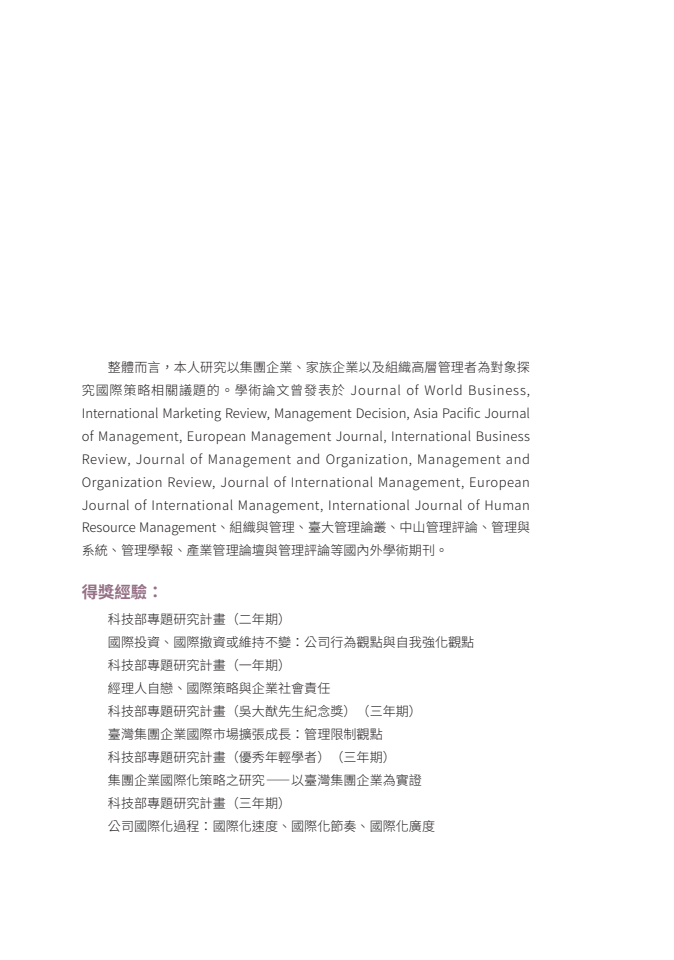 整體而言，本人研究以集團企業、家族企業以及組織高層管理者為對象探
究國際策略相關議題的。學術論文曾發表於 Journal of World Business,
International Marketing Review, Management Decision, Asia Pacific Journal
of Management, European Management Journal, International Business
Review, Journal of Management and Organization, Management and
Organization Review, Journal of International Management, European
Journal of International Management, International Journal of Human
Resource Management、組織與管理、臺大管理論叢、中山管理評論、管理與
系統、管理學報、產業管理論壇與管理評論等國內外學術期刊。
得獎經驗：
科技部專題研究計畫（二年期）
國際投資、國際撤資或維持不變：公司行為觀點與自我強化觀點
科技部專題研究計畫（一年期）
經理人自戀、國際策略與企業社會責任
科技部專題研究計畫（吳大猷先生紀念獎）（三年期）
臺灣集團企業國際市場擴張成長：管理限制觀點
科技部專題研究計畫（優秀年輕學者）（三年期）
集團企業國際化策略之研究──以臺灣集團企業為實證
科技部專題研究計畫（三年期）
公司國際化過程：國際化速度、國際化節奏、國際化廣度